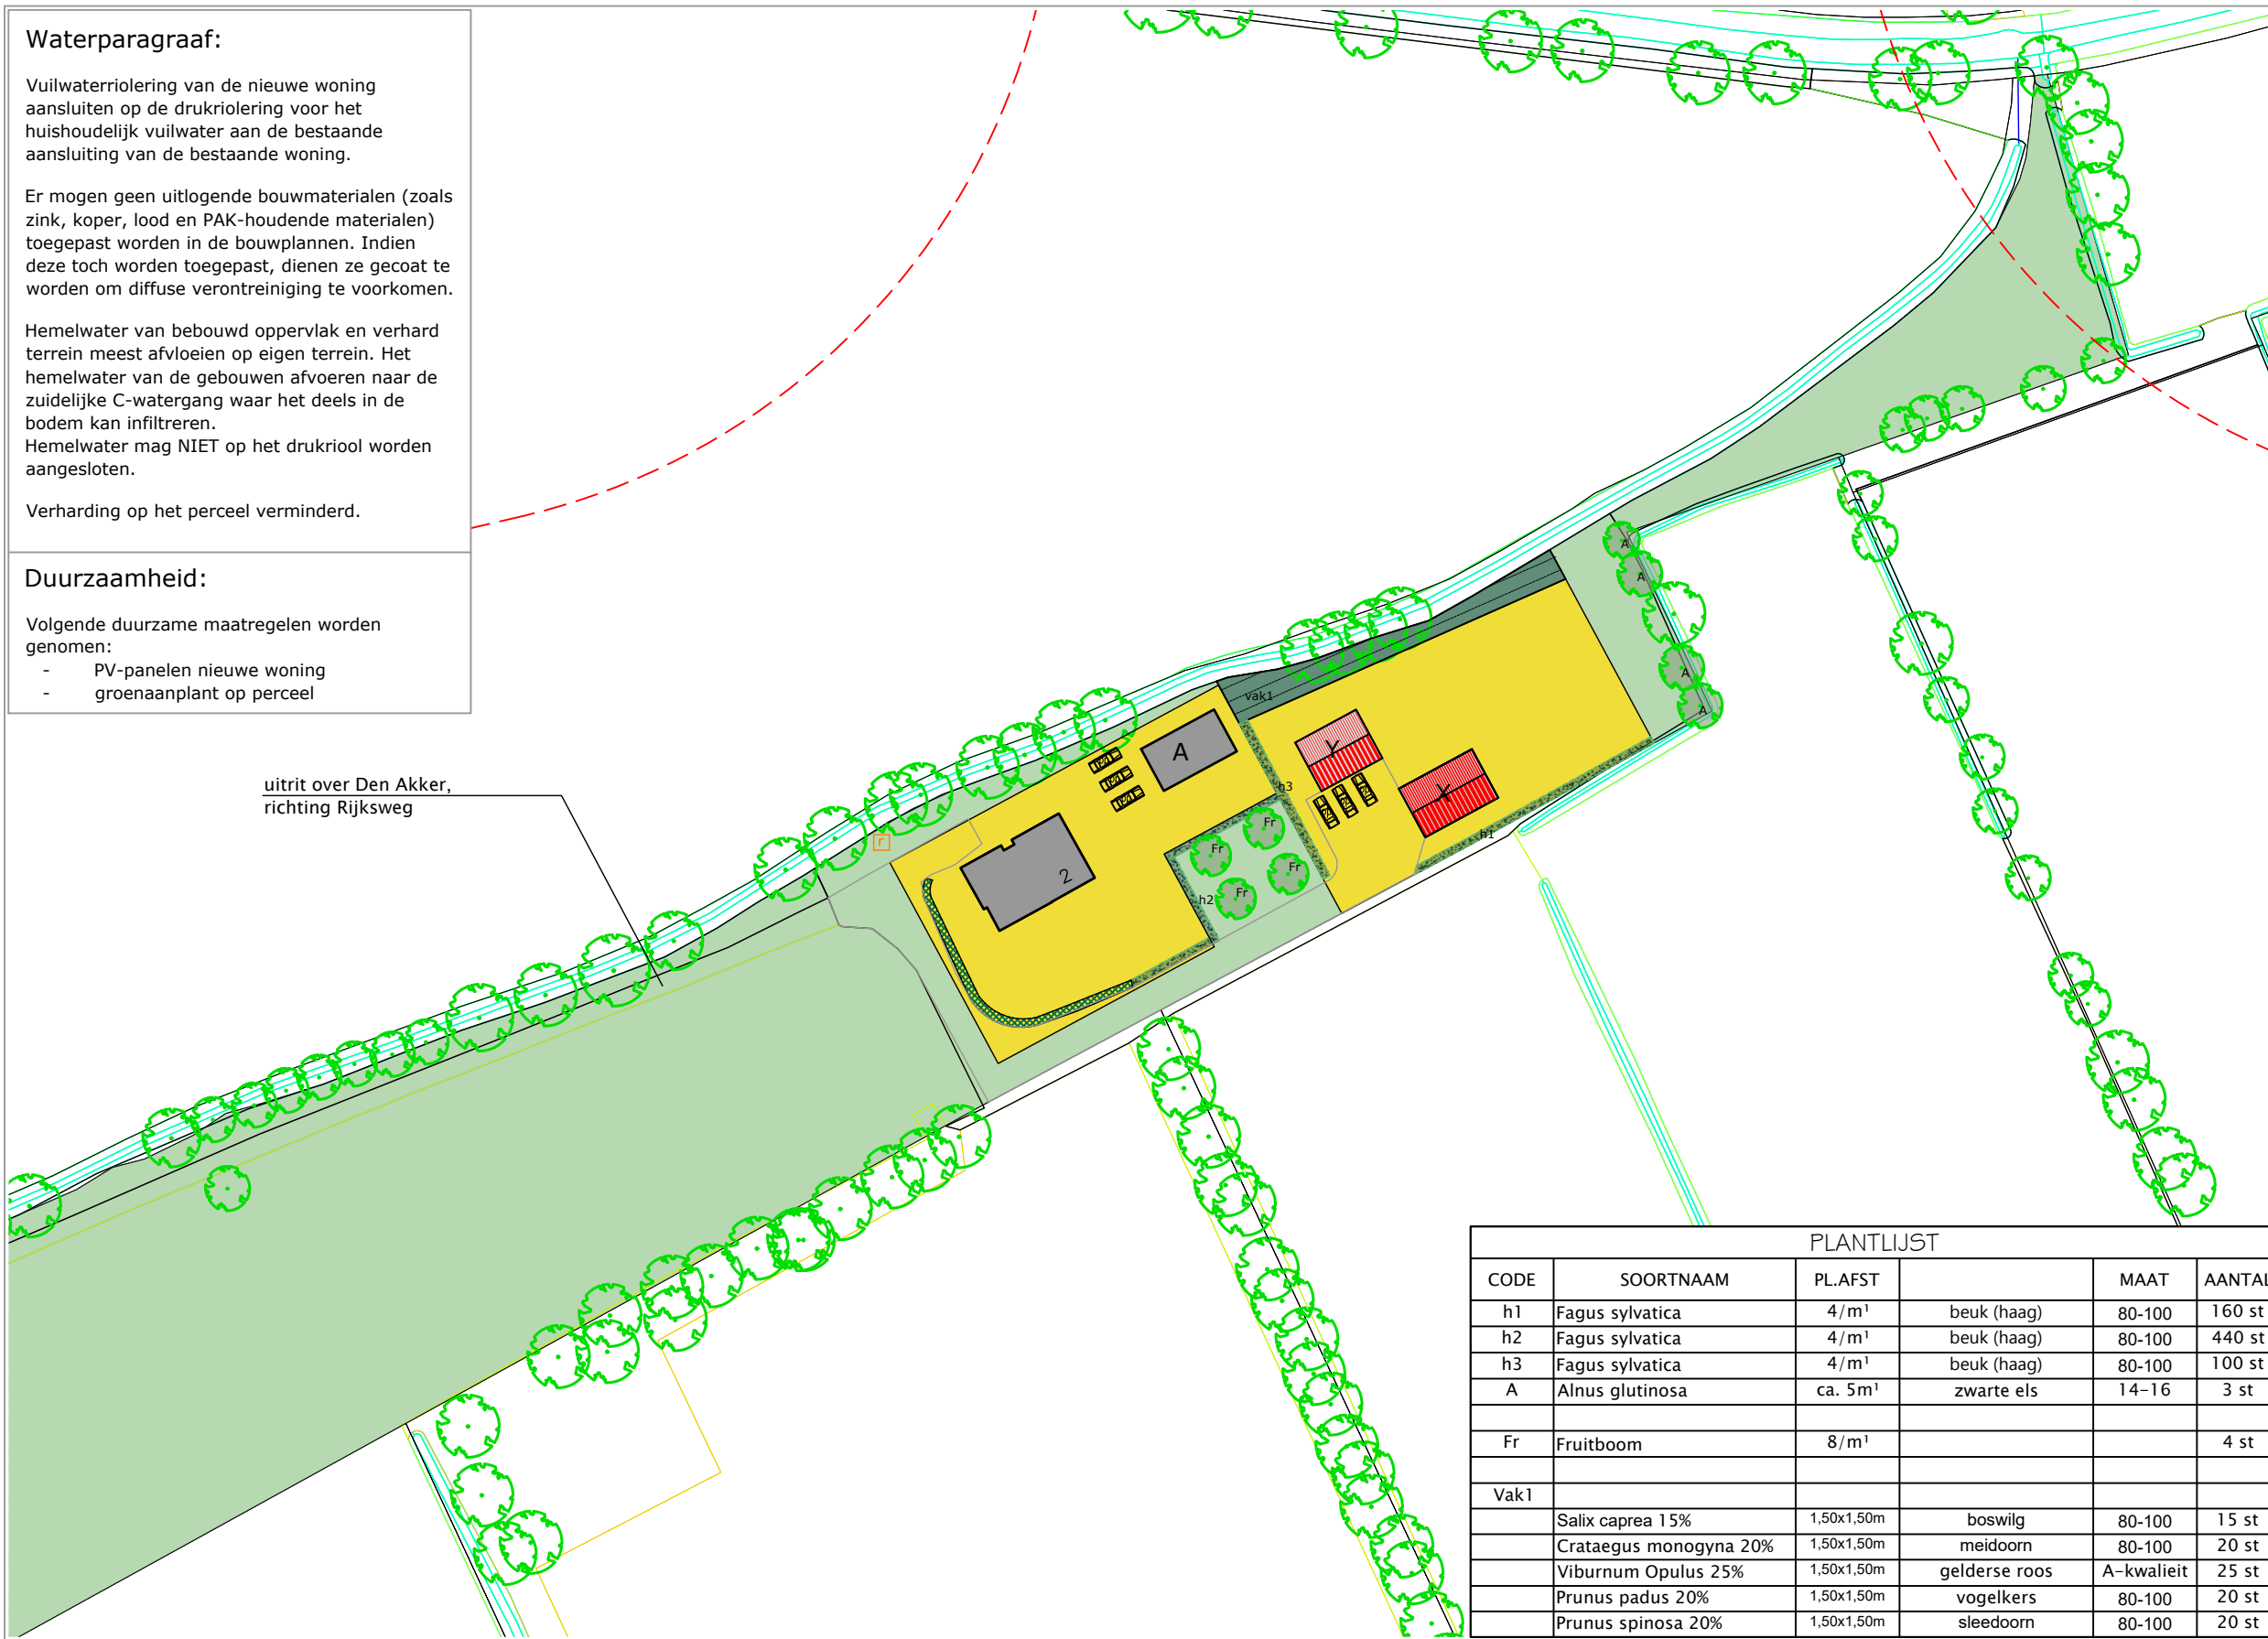 Waterparagraaf:
Vuilwaterriolering van de nieuwe woning
aansluiten op de drukriolering voor het
huishoudelijk vuilwater aan de bestaande
aansluiting van de bestaande woning.
Er mogen geen uitlogende bouwmaterialen (zoals
zink, koper, lood en PAK-houdende materialen)
toegepast worden in de bouwplannen. Indien
deze toch worden toegepast, dienen ze gecoat te
worden om diffuse verontreiniging te voorkomen.
Hemelwater van bebouwd oppervlak en verhard
terrein meest afvloeien op eigen terrein. Het
hemelwater van de gebouwen afvoeren naar de
zuidelijke C-watergang waar het deels in de
bodem kan infiltreren.
Hemelwater mag NIET op het drukriool worden
aangesloten.
Verharding op het perceel verminderd.
Duurzaamheid:
Volgende duurzame maatregelen worden
genomen:
- PV-panelen nieuwe woning
- groenaanplant op perceel
uitrit over Den Akker,
richting Rijksweg
A
A
A
A
vak1
A
Y
h3
X
r
Fr
h1
Fr
Fr
2
Fr
h2
PLANTLIJST
CODE SOORTNAAM PL.AFST MAAT AANTAL
h1 Fagus sylvatica 4/m¹ beuk (haag) 80-100 160 st
h2 Fagus sylvatica 4/m¹ beuk (haag) 80-100 440 st
h3 Fagus sylvatica 4/m¹ beuk (haag) 80-100 100 st
A Alnus glutinosa ca. 5m¹ zwarte els 14-16 3 st
Fr Fruitboom 8/m¹ 4 st
Vak1
Salix caprea 15% 1,50x1,50m boswilg 80-100 15 st
Crataegus monogyna 20% 1,50x1,50m meidoorn 80-100 20 st
Viburnum Opulus 25% 1,50x1,50m gelderse roos A-kwalieit 25 st
Prunus padus 20% 1,50x1,50m vogelkers 80-100 20 st
Prunus spinosa 20% 1,50x1,50m sleedoorn 80-100 20 st